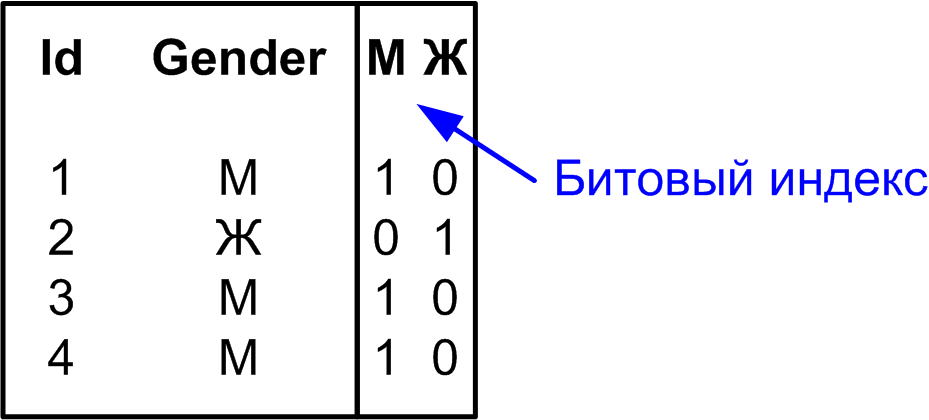 Id Gender М Ж
1 М 1 0
Битовый индекс
2 Ж 0 1
3 М 1 0
4 М 1 0